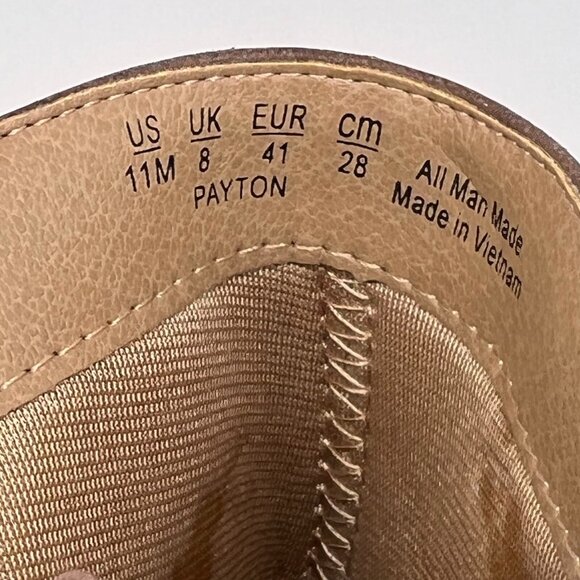 US UK EUR cm
11M 8 41 28
PAYTON
All Man Made
Made in Vietnam